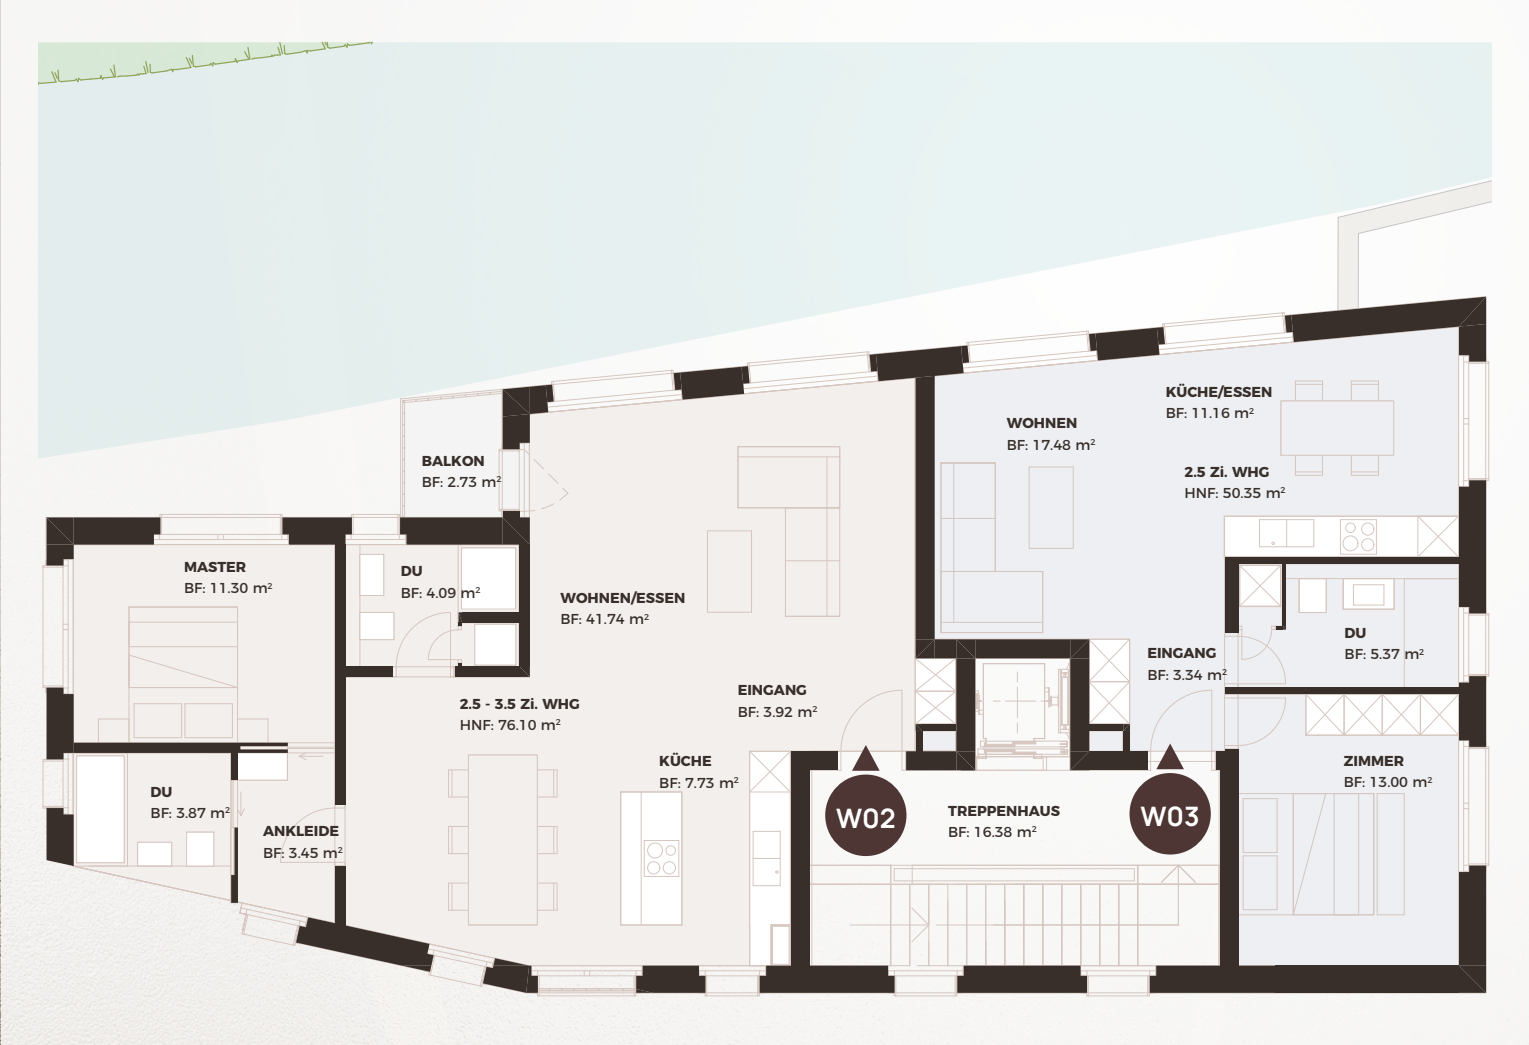 KÜCHE/ESSEN
BF: 11.16 m²
WOHNEN
BF: 17.48 m²
BALKON
BF: 2.73 m²
2.5 Zi. WHG
HNF: 50.35 m²
MASTER
BF: 11.30 m²
DU
BF: 4.09 m²
WOHNEN/ESSEN
BF: 41.74 m²
DU
BF: 5.37 m²
EINGANG
BF: 3.34 m²
EINGANG
BF: 3.92 m²
2.5 - 3.5 Zi. WHG
HNF: 76.10 m²
KÜCHE
BF: 7.73 m²
ZIMMER
BF: 13.00 m²
DU
BF: 3.87 m²
W02
TREPPENHAUS
BF: 16.38 m²
W03
ANKLEIDE
BF: 3.45 m²